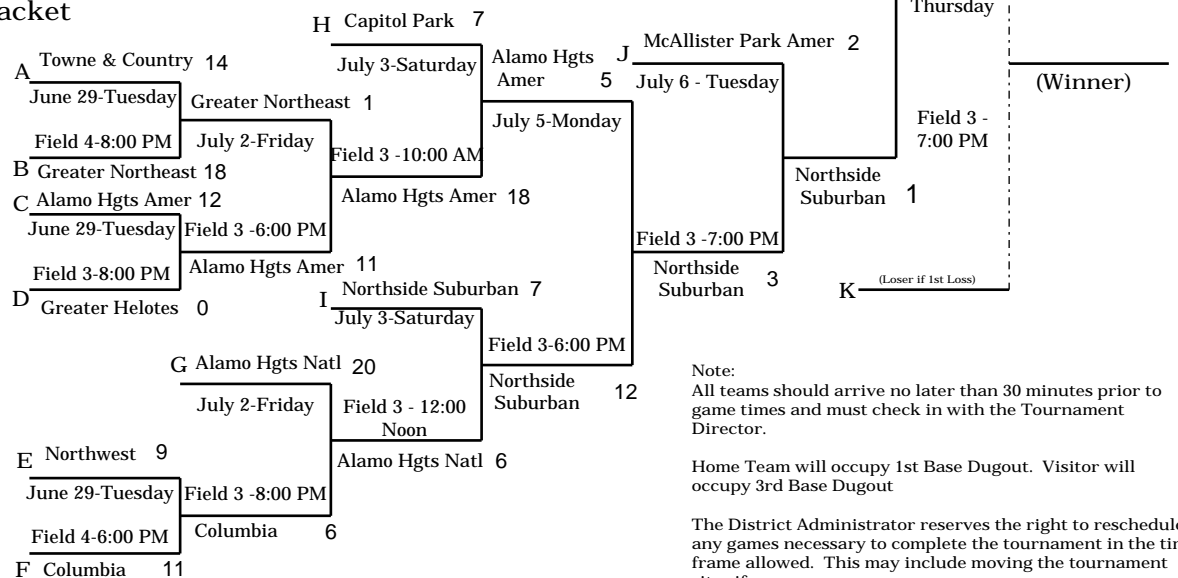 acket
Thursday
H Capitol Park 7
McAllister Park Amer 2
Towne & Country 14
Alamo Hgts
Amer 5
J
July 3-Saturday
A
July 6 - Tuesday
(Winner)
June 29-Tuesday
Greater Northeast 1
July 5-Monday
Field 3 -
7:00 PM
Field 4-8:00 PM
July 2-Friday
Field 3 -10:00 AM
B Greater Northeast 18
Northside
Suburban 1
C Alamo Hgts Amer 12
Alamo Hgts Amer 18
June 29-Tuesday
Field 3 -6:00 PM
Field 3 -7:00 PM
Field 3-8:00 PM
Alamo Hgts Amer 11
Northside
Suburban 3
K (Loser if 1st Loss)
D Greater Helotes 0
I Northside Suburban 7
July 3-Saturday
Field 3-6:00 PM
G Alamo Hgts Natl 20
Northside
Suburban 12
July 2-Friday
Field 3 - 12:00
Noon
E Northwest 9
Alamo Hgts Natl 6
June 29-Tuesday
Field 3 -8:00 PM
Field 4-6:00 PM
Columbia 6
F Columbia 11
Note:
All teams should arrive no later than 30 minutes prior to
game times and must check in with the Tournament
Director.
Home Team will occupy 1st Base Dugout. Visitor will
occupy 3rd Base Dugout
The District Administrator reserves the right to reschedule
any games necessary to complete the tournament in the ti
frame allowed. This may include moving the tournament